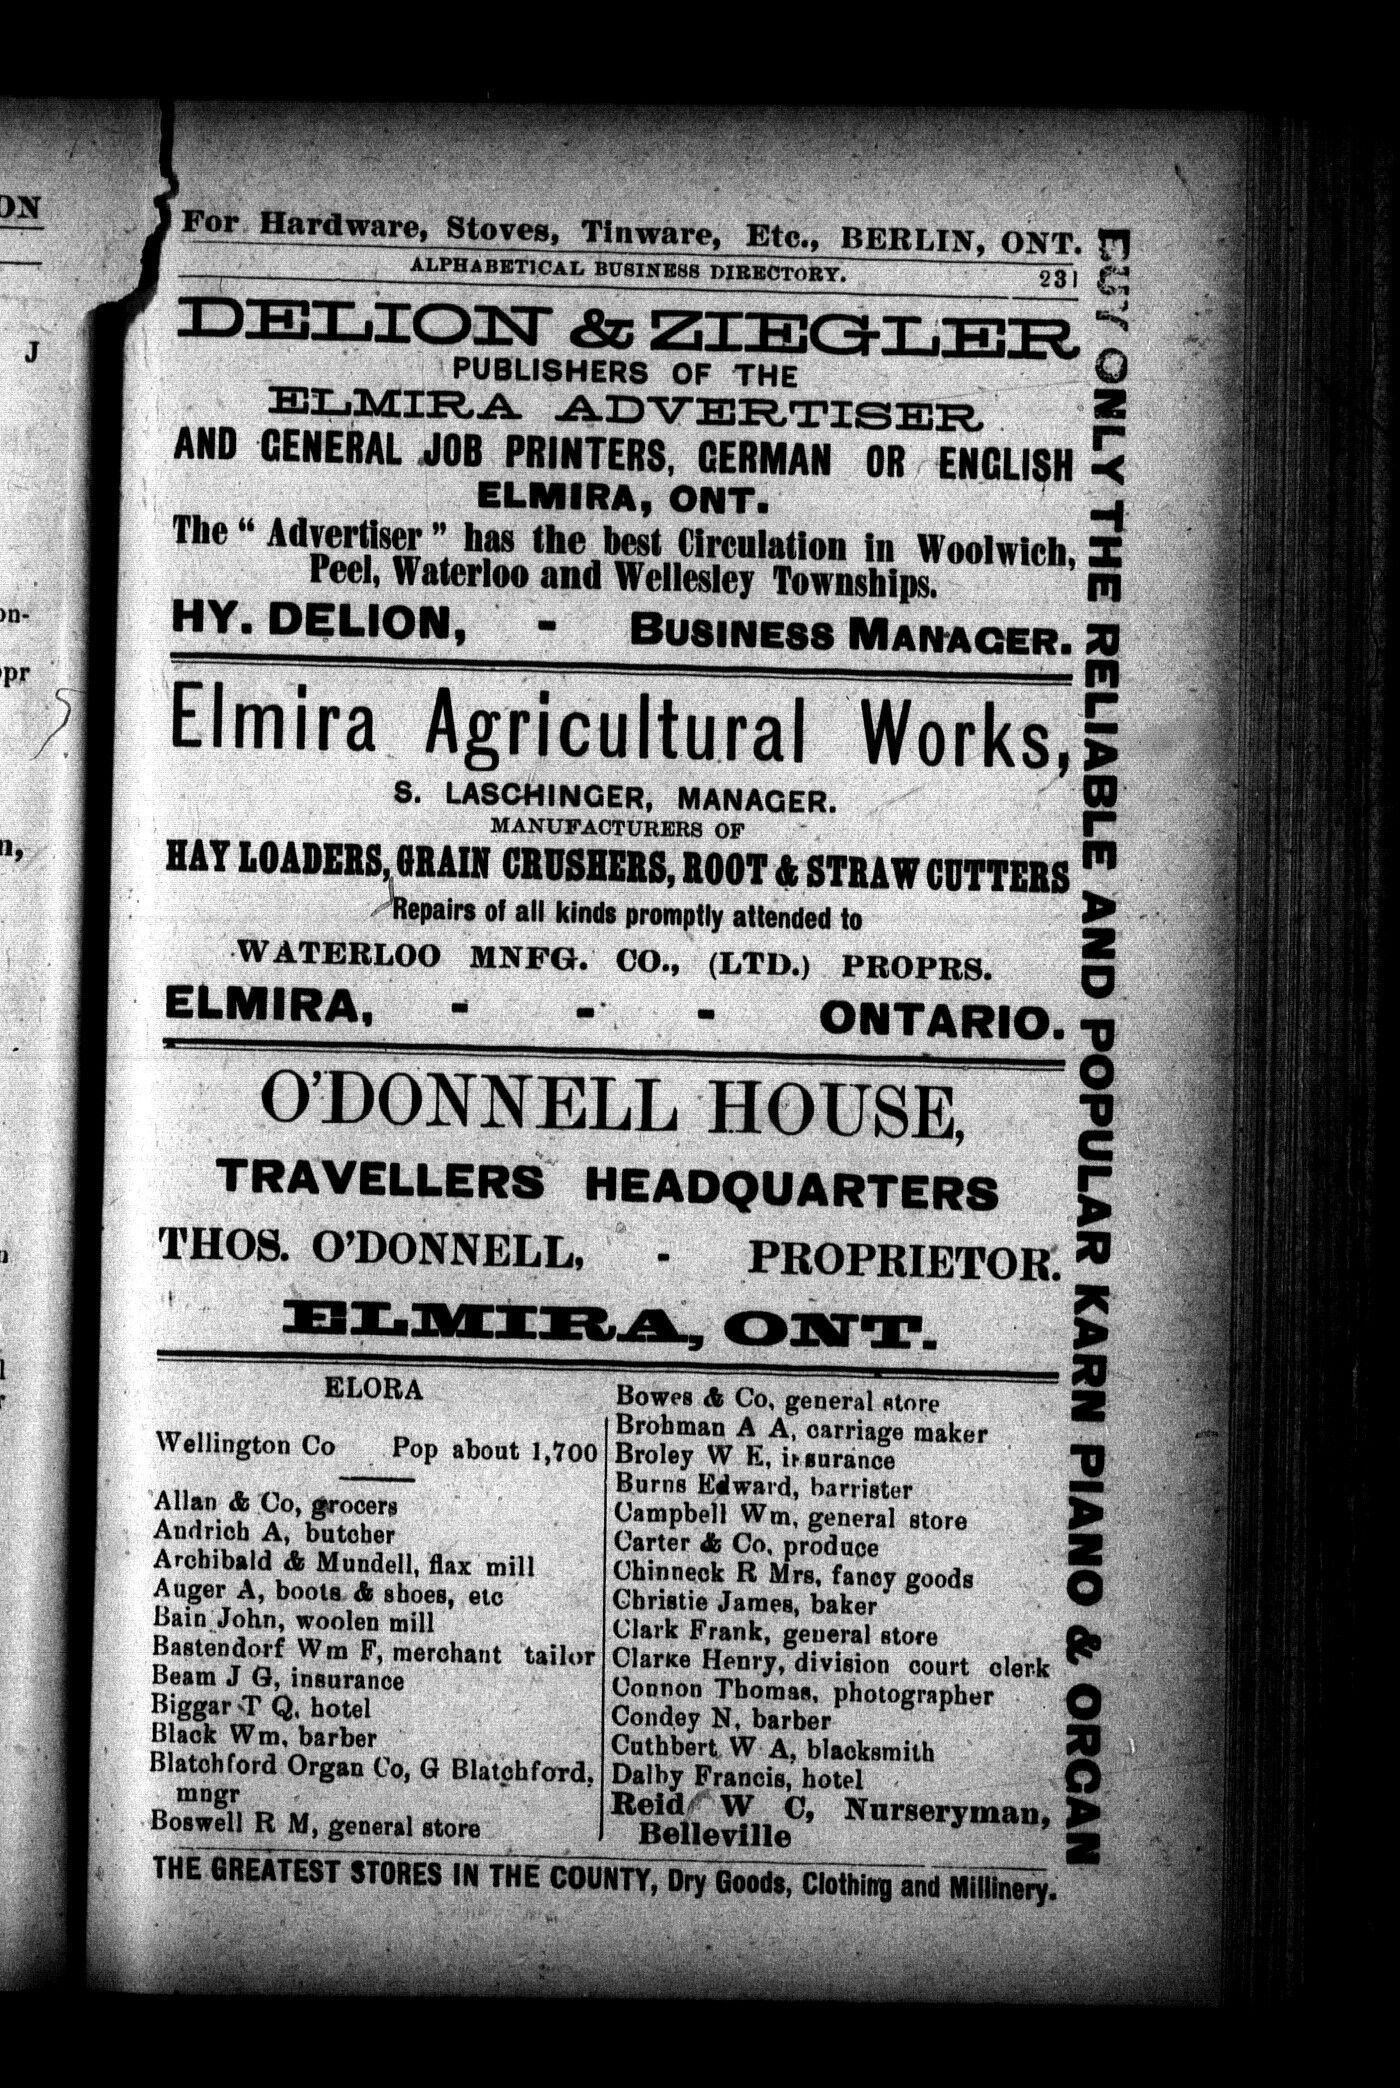 For Hardware, Stoves, Tinware, Etc., BERLIN, ONT.
ALPHABETICAL BUSINESS DIRECTORY. 231
DELION & ZIEGLER
PUBLISHERS OF THE
ELMIRA ADVERTISER
AND GENERAL JOB PRINTERS, GERMAN OR ENGLISH
ELMIRA, ONT.
The "Advertiser" has the best Circulation in Woolwich,
Peel, Waterloo and Wellesley Townships.
HY. DELION, - BUSINESS MANAGER.
Elmira Agricultural Works,
S. LASCHINGER, MANAGER.
MANUFACTURERS OF
HAY LOADERS, GRAIN CRUSHERS, ROOT & STRAW CUTTERS
Repairs of all kinds promptly attended to
WATERLOO MNFG. CO., (LTD.) PROPRS.
ELMIRA, - - - ONTARIO.
O'DONNELL HOUSE,
TRAVELLERS HEADQUARTERS
THOS. O'DONNELL, - PROPRIETOR.
ELMIRA, ONT.
ELORA
Wellington Co Pop about 1,700
Allan & Co, grocers
Andrich A, butcher
Archibald & Mundell, flax mill
Auger A, boots & shoes, etc
Bain John, woolen mill
Bastendorf Wm F, merchant tailor
Beam J G, insurance
Biggar T Q, hotel
Black Wm, barber
Blatchford Organ Co, G Blatchford,
mngr
Boswell R M, general store
Bowes & Co, general store
Brohman A A, carriage maker
Broley W E, insurance
Burns Edward, barrister
Campbell Wm, general store
Carter & Co, produce
Chinneck R Mrs, fancy goods
Christie James, baker
Clark Frank, general store
Clarke Henry, division court clerk
Connon Thomas, photographer
Condey N, barber
Cuthbert W A, blacksmith
Dalby Francis, hotel
Reid W C, Nurseryman,
Belleville
THE GREATEST STORES IN THE COUNTY, Dry Goods, Clothing and Millinery.
ONLY THE RELIABLE AND POPULAR KARN PIANO & ORGAN
ON
J
on-
opr
n,